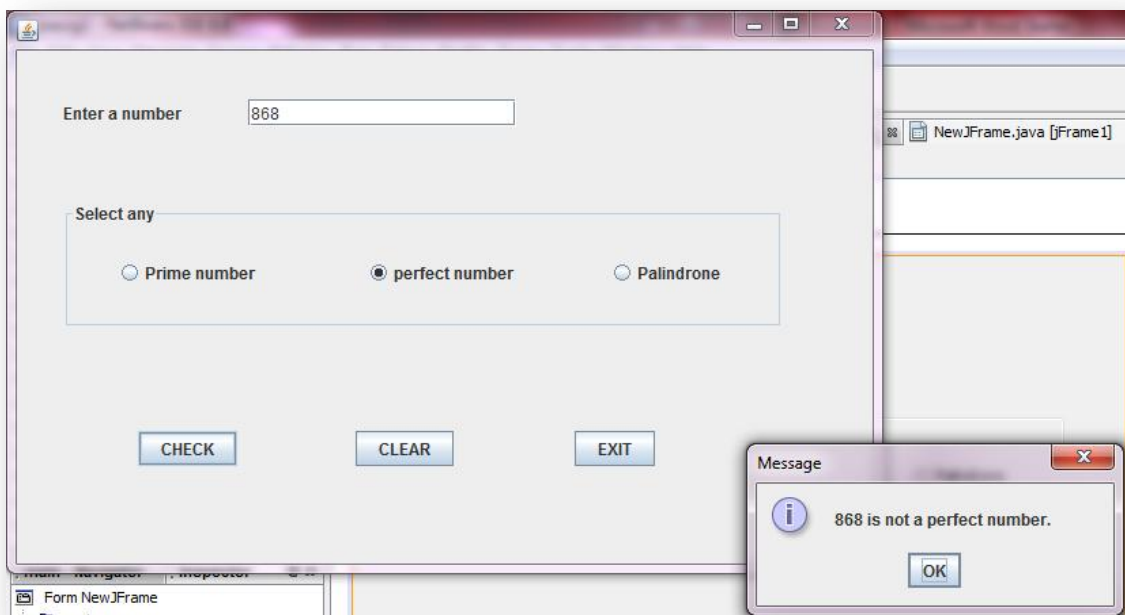 Enter a number
868
Select any
Prime number
perfect number
Palindrone
CHECK
CLEAR
EXIT
NewJFrame.java [jFrame1]
Message
868 is not a perfect number.
OK
Form NewJFrame